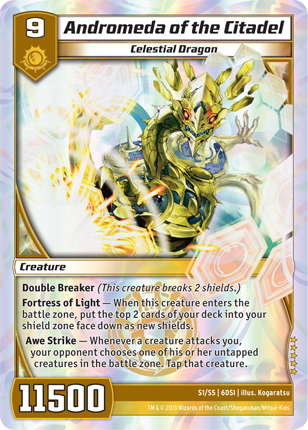 9
Andromeda of the Citadel
Celestial Dragon
Creature
Double Breaker (This creature breaks 2 shields.)
Fortress of Light — When this creature enters the
battle zone, put the top 2 cards of your deck into your
shield zone face down as new shields.
Awe Strike — Whenever a creature attacks you,
your opponent chooses one of his or her untapped
creatures in the battle zone. Tap that creature.
11500
S1/S5 | 6DSI | illus. Kogaratsu
TM & © 2013 Wizards of the Coast/Shogakukan/Mitsui-Kids.